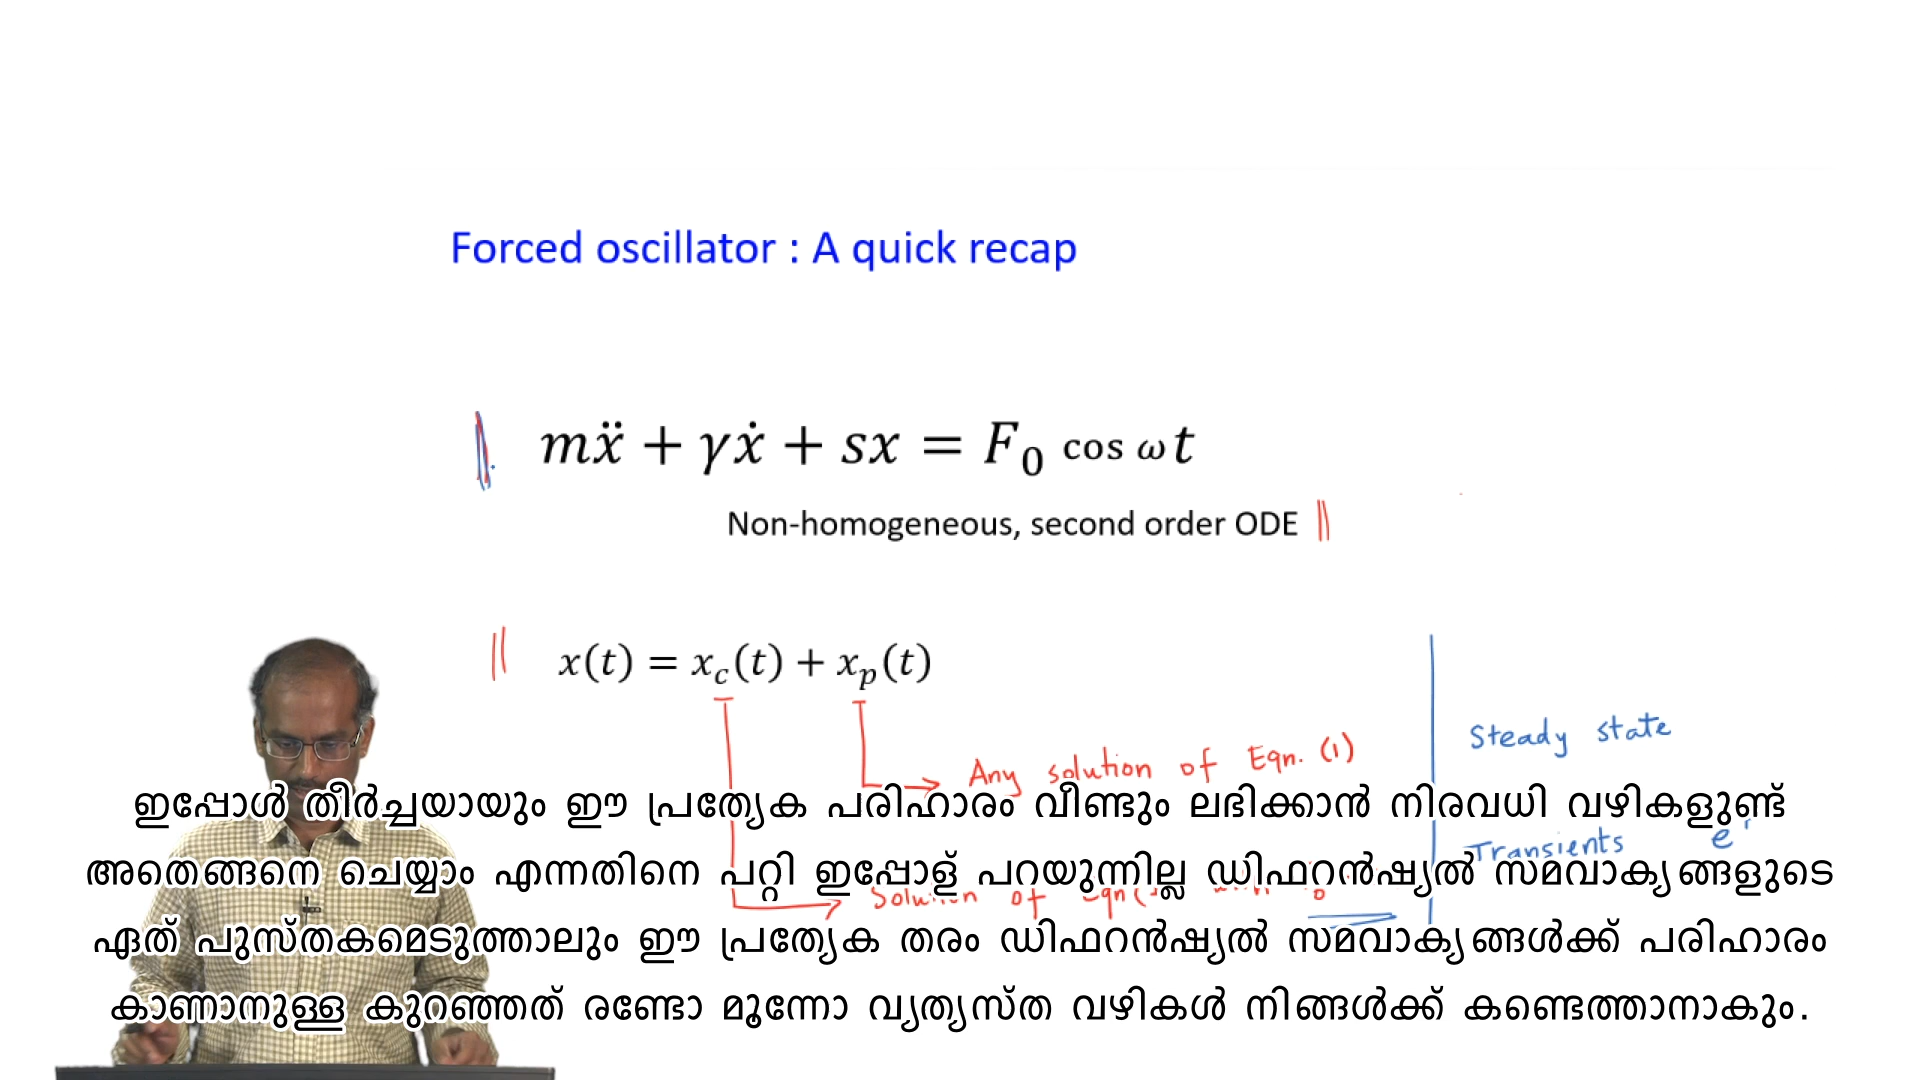 Forced oscillator : A quick recap
mẍ + γẋ + sx = F₀ cos ωt
Non-homogeneous, second order ODE
x(t) = x_c(t) + x_p(t)
Steady state
Any solution of Eqn. (1)
Transients e
Solution of Eqn(
ഇപ്പോൾ തീർച്ചയായും ഈ പ്രത്യേക പരിഹാരം വീണ്ടും ലഭിക്കാൻ നിരവധി വഴികളുണ്ട്
അതെങ്ങനെ ചെയ്യാം എന്നതിനെ പറ്റി ഇപ്പോള് പറയുന്നില്ല ഡിഫറൻഷ്യൽ സമവാക്യങ്ങളുടെ
ഏത് പുസ്തകമെടുത്താലും ഈ പ്രത്യേക തരം ഡിഫറൻഷ്യൽ സമവാക്യങ്ങൾക്ക് പരിഹാരം
കാണാനുള്ള കുറഞ്ഞത് രണ്ടോ മൂന്നോ വ്യത്യസ്ത വഴികൾ നിങ്ങൾക്ക് കണ്ടെത്താനാകും.